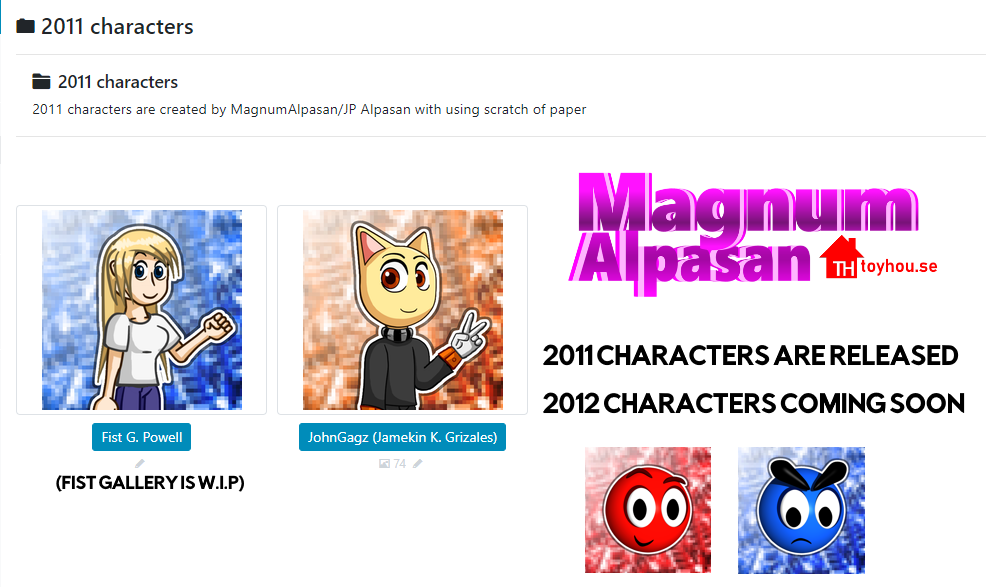 2011 characters
2011 characters
2011 characters are created by MagnumAlpasan/JP Alpasan with using scratch of paper
Magnum
Alpasan
TH toyhou.se
2011 CHARACTERS ARE RELEASED
2012 CHARACTERS COMING SOON
Fist G. Powell
JohnGagz (Jamekin K. Grizales)
74
(FIST GALLERY IS W.I.P)